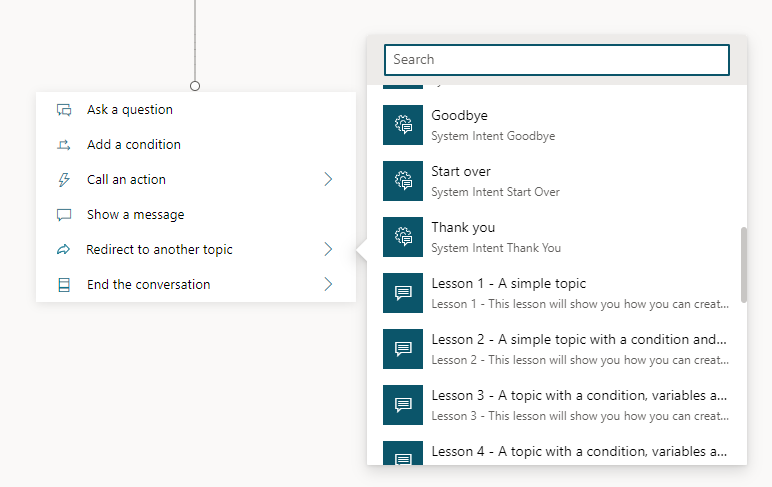 Ask a question
Add a condition
Call an action
Show a message
Redirect to another topic
End the conversation
Search
Goodbye
System Intent Goodbye
Start over
System Intent Start Over
Thank you
System Intent Thank You
Lesson 1 - A simple topic
Lesson 1 - This lesson will show you how you can creat...
Lesson 2 - A simple topic with a condition and...
Lesson 2 - This lesson will show you how you can creat...
Lesson 3 - A topic with a condition, variables a...
Lesson 3 - This lesson will show you how you can creat...
Lesson 4 - A topic with a condition, variables a...